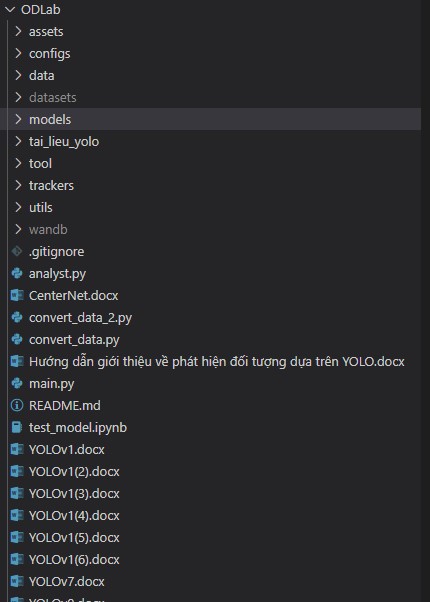 ODLab
assets
configs
data
datasets
models
tai_lieu_yolo
tool
trackers
utils
wandb
.gitignore
analyst.py
CenterNet.docx
convert_data_2.py
convert_data.py
Hướng dẫn giới thiệu về phát hiện đối tượng dựa trên YOLO.docx
main.py
README.md
test_model.ipynb
YOLOv1.docx
YOLOv1(2).docx
YOLOv1(3).docx
YOLOv1(4).docx
YOLOv1(5).docx
YOLOv1(6).docx
YOLOv7.docx